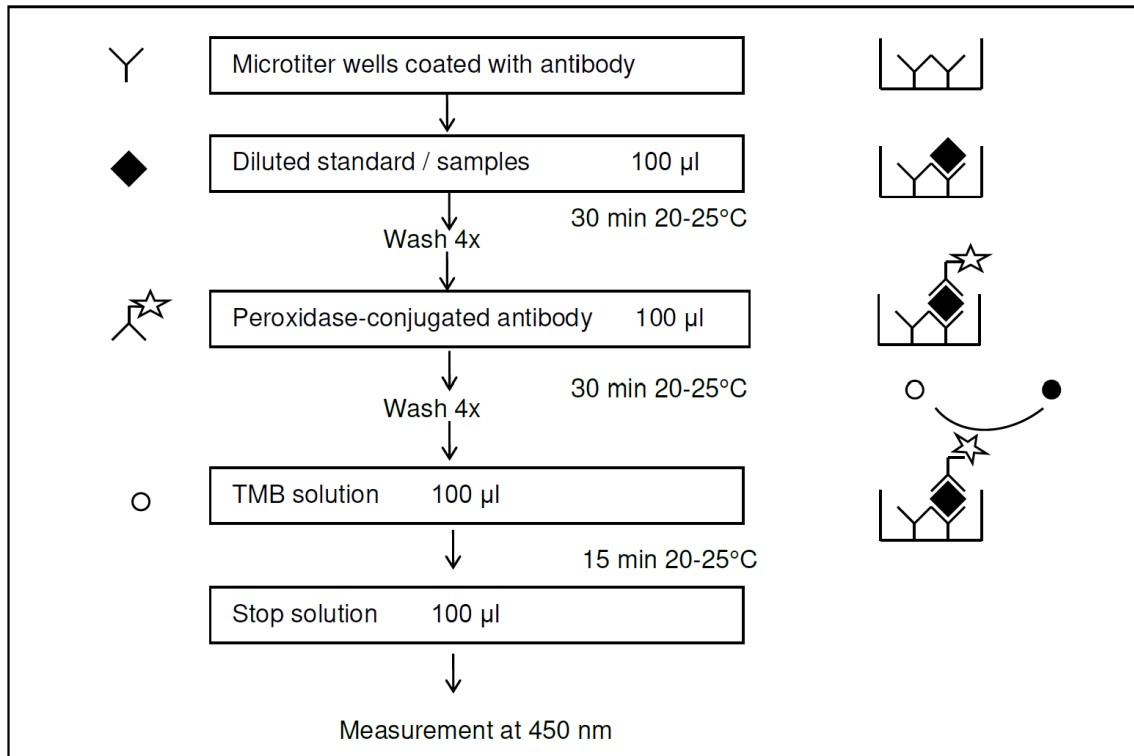 Microtiter wells coated with antibody
Diluted standard / samples 100 µl
30 min 20-25°C
Wash 4x
Peroxidase-conjugated antibody 100 µl
30 min 20-25°C
Wash 4x
TMB solution 100 µl
15 min 20-25°C
Stop solution 100 µl
Measurement at 450 nm